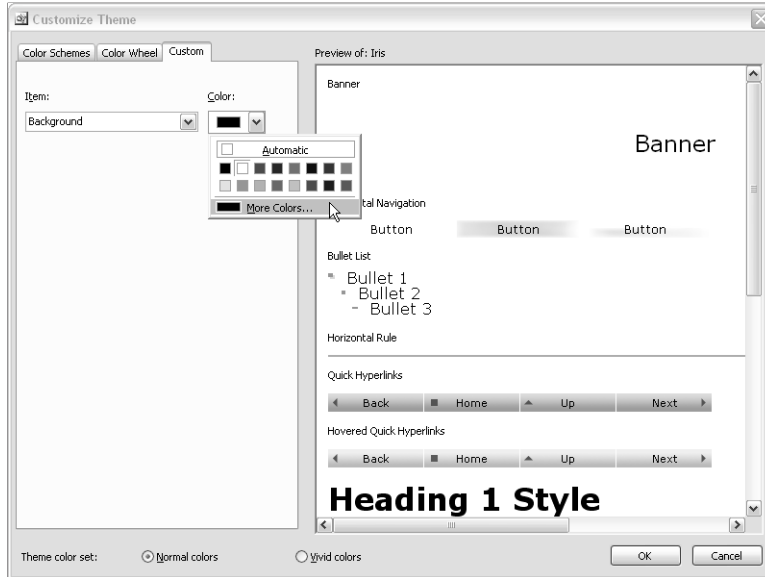 Customize Theme
Color Schemes Color Wheel Custom
Item: Color:
Background
Automatic
More Colors...
Preview of: Iris
Banner
Banner
tal Navigation
Button Button Button
Bullet List
Bullet 1
Bullet 2
Bullet 3
Horizontal Rule
Quick Hyperlinks
Back Home Up Next
Hovered Quick Hyperlinks
Back Home Up Next
Heading 1 Style
Theme color set: Normal colors Vivid colors OK Cancel